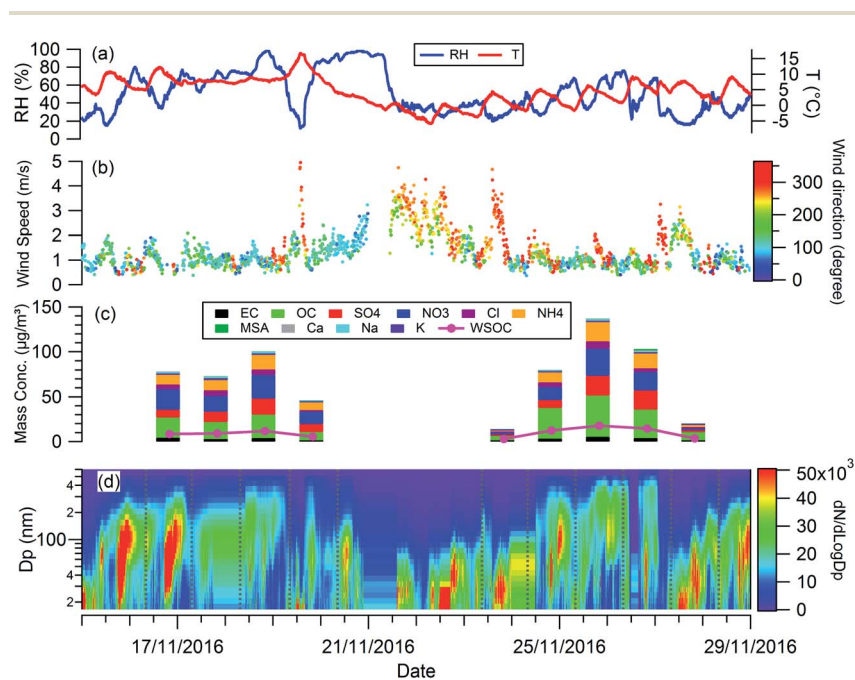 (a)
RH T
100
80
60
40
20
0
RH (%)
15
10
5
0
-5
T (°C)
(b)
5
4
3
2
1
0
Wind Speed (m/s)
300
200
100
0
Wind direction (degree)
(c)
EC OC SO4 NO3 Cl NH4
MSA Ca Na K WSOC
150
100
50
0
Mass Conc. (µg/m³)
(d)
4
2
100
4
2
Dp (nm)
50x10³
40
30
20
10
0
dN/dLogDp
17/11/2016 21/11/2016 25/11/2016 29/11/2016
Date